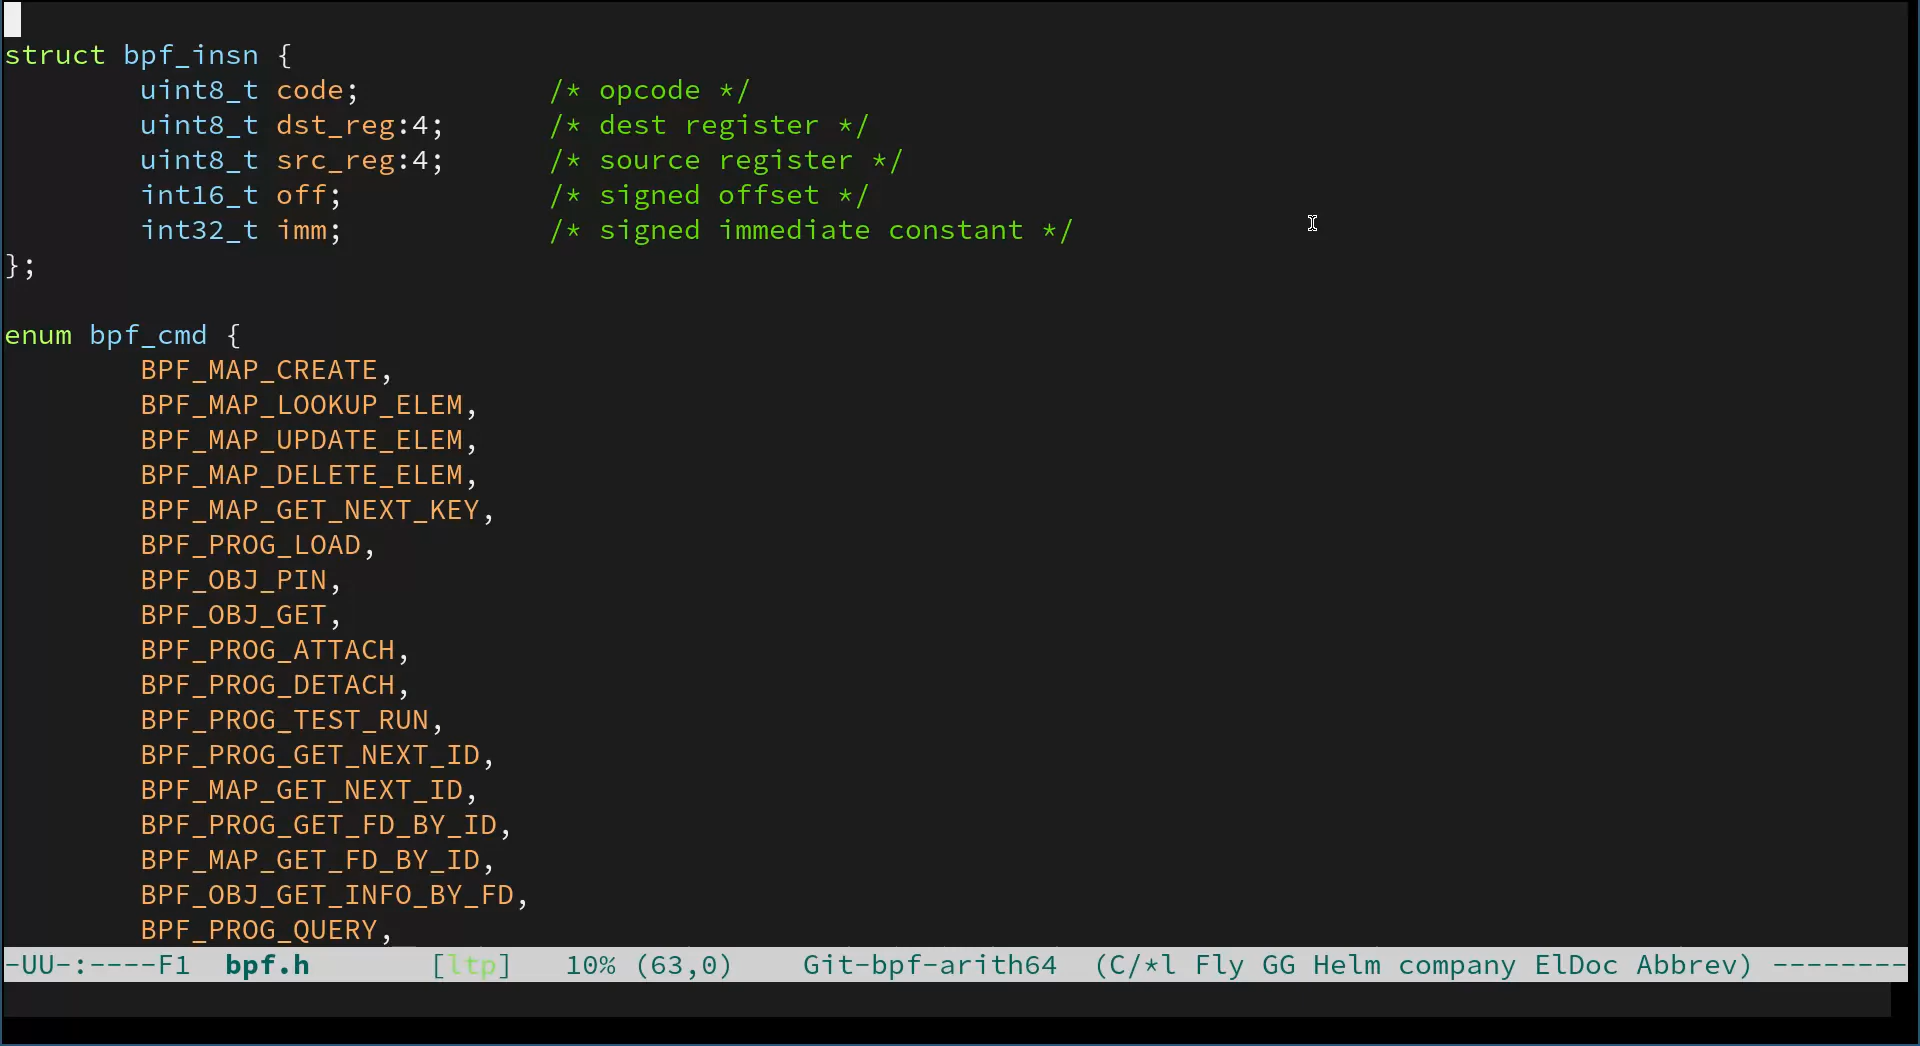 struct bpf_insn {
        uint8_t code;           /* opcode */
        uint8_t dst_reg:4;      /* dest register */
        uint8_t src_reg:4;      /* source register */
        int16_t off;            /* signed offset */
        int32_t imm;            /* signed immediate constant */
};

enum bpf_cmd {
        BPF_MAP_CREATE,
        BPF_MAP_LOOKUP_ELEM,
        BPF_MAP_UPDATE_ELEM,
        BPF_MAP_DELETE_ELEM,
        BPF_MAP_GET_NEXT_KEY,
        BPF_PROG_LOAD,
        BPF_OBJ_PIN,
        BPF_OBJ_GET,
        BPF_PROG_ATTACH,
        BPF_PROG_DETACH,
        BPF_PROG_TEST_RUN,
        BPF_PROG_GET_NEXT_ID,
        BPF_MAP_GET_NEXT_ID,
        BPF_PROG_GET_FD_BY_ID,
        BPF_MAP_GET_FD_BY_ID,
        BPF_OBJ_GET_INFO_BY_FD,
        BPF_PROG_QUERY,
-UU-:----F1  bpf.h       [ltp]   10% (63,0)    Git-bpf-arith64  (C/*l Fly GG Helm company ElDoc Abbrev) --------